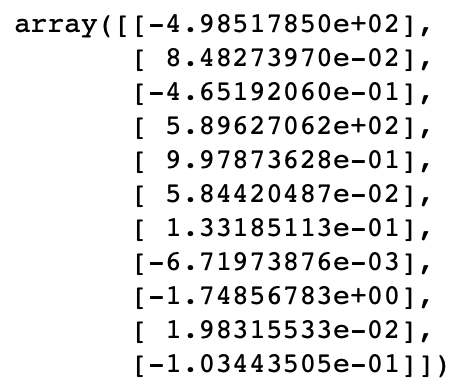 array([[-4.98517850e+02],
       [ 8.48273970e-02],
       [-4.65192060e-01],
       [ 5.89627062e+02],
       [ 9.97873628e-01],
       [ 5.84420487e-02],
       [ 1.33185113e-01],
       [-6.71973876e-03],
       [-1.74856783e+00],
       [ 1.98315533e-02],
       [-1.03443505e-01]])